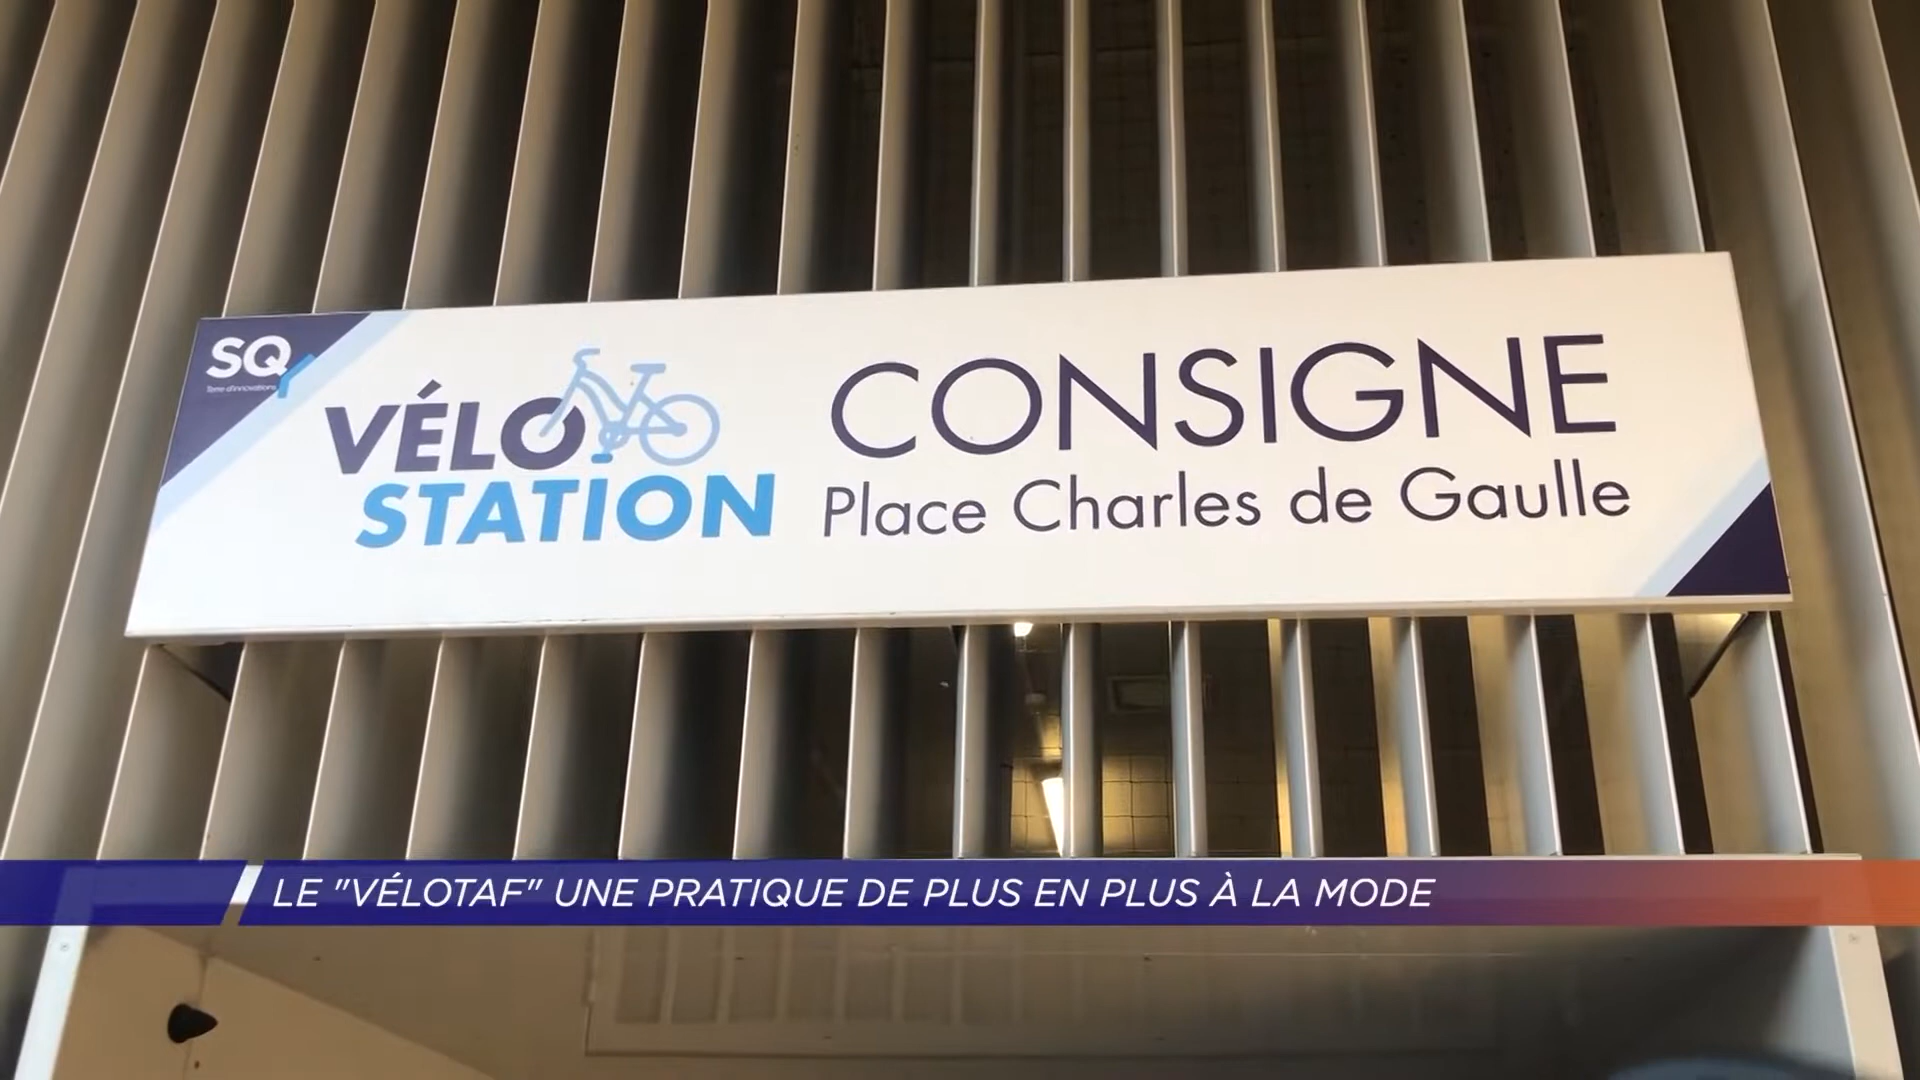 SQ
Terre d'innovations
VÉLO
STATION
CONSIGNE
Place Charles de Gaulle
LE "VÉLOTAF" UNE PRATIQUE DE PLUS EN PLUS À LA MODE